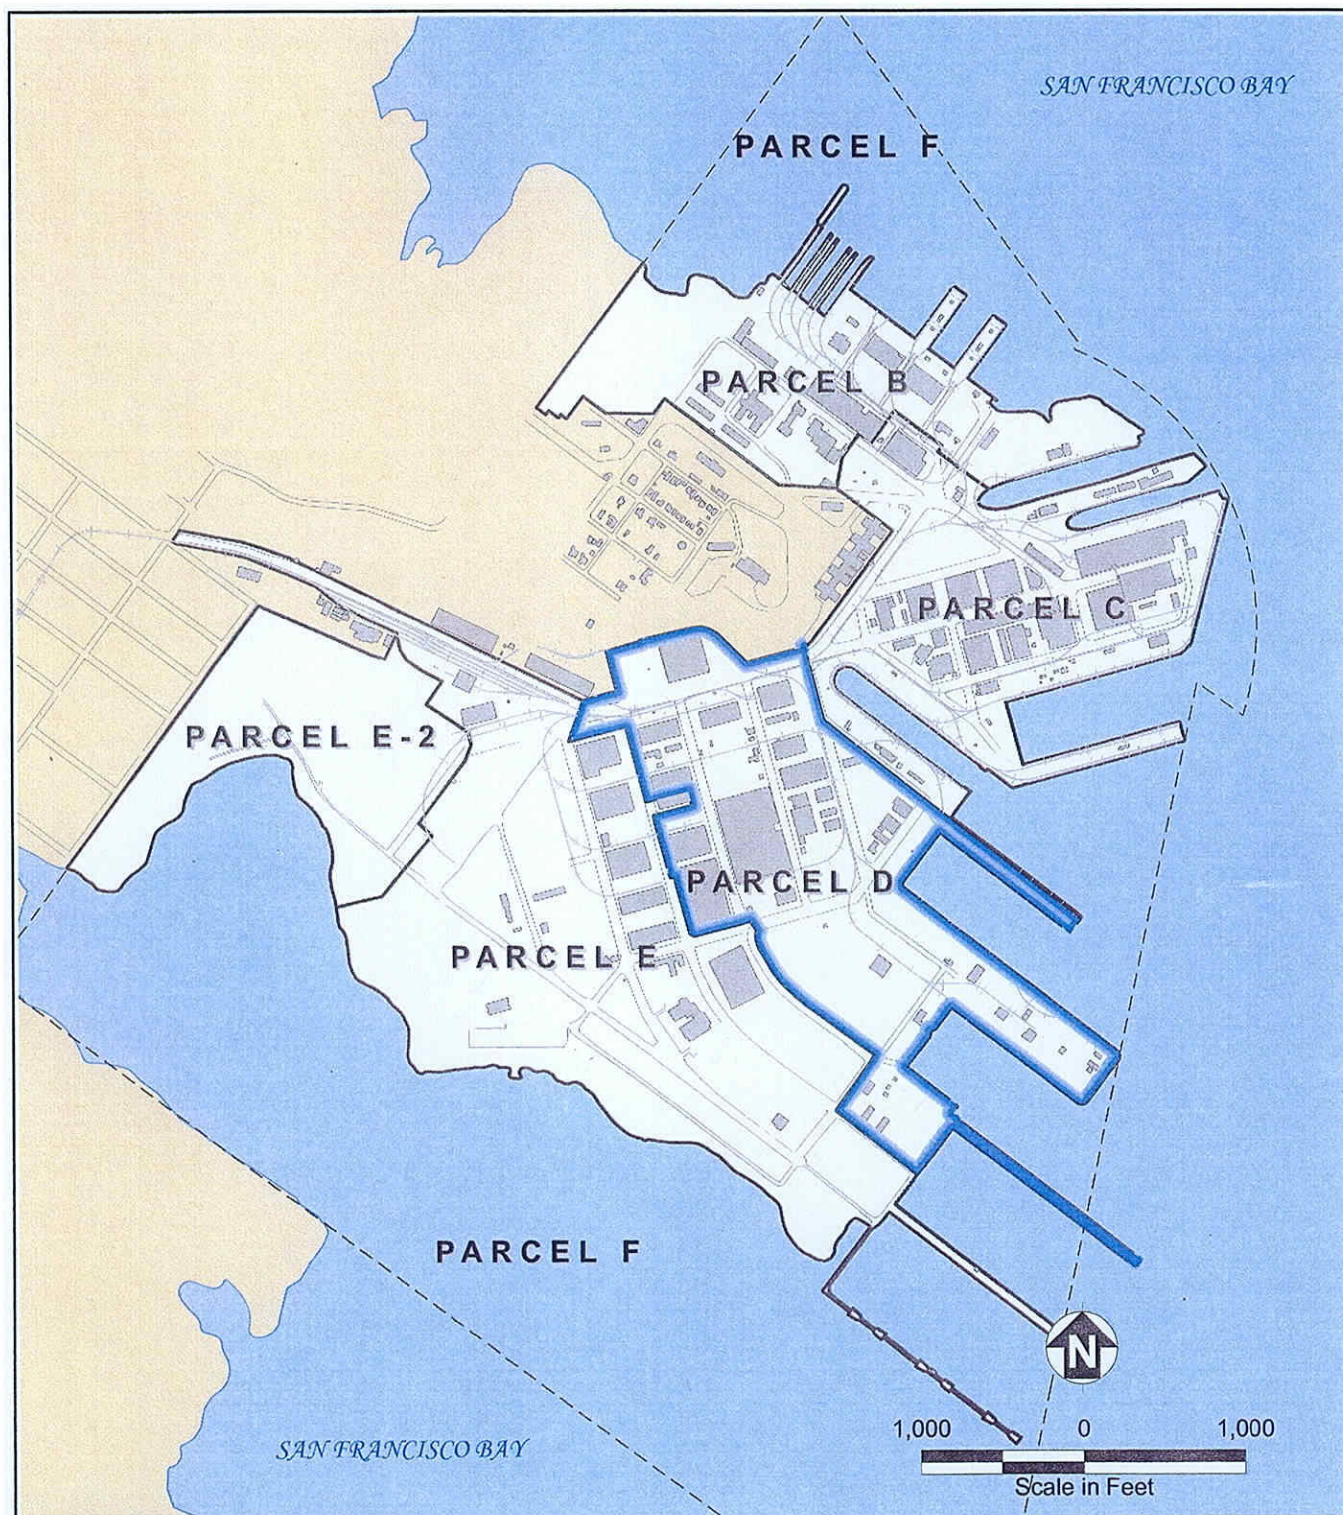 SAN FRANCISCO BAY
PARCEL F
PARCEL B
PARCEL C
PARCEL E-2
PARCEL D
PARCEL E
PARCEL F
N
1,000 0 1,000
SAN FRANCISCO BAY
Scale in Feet